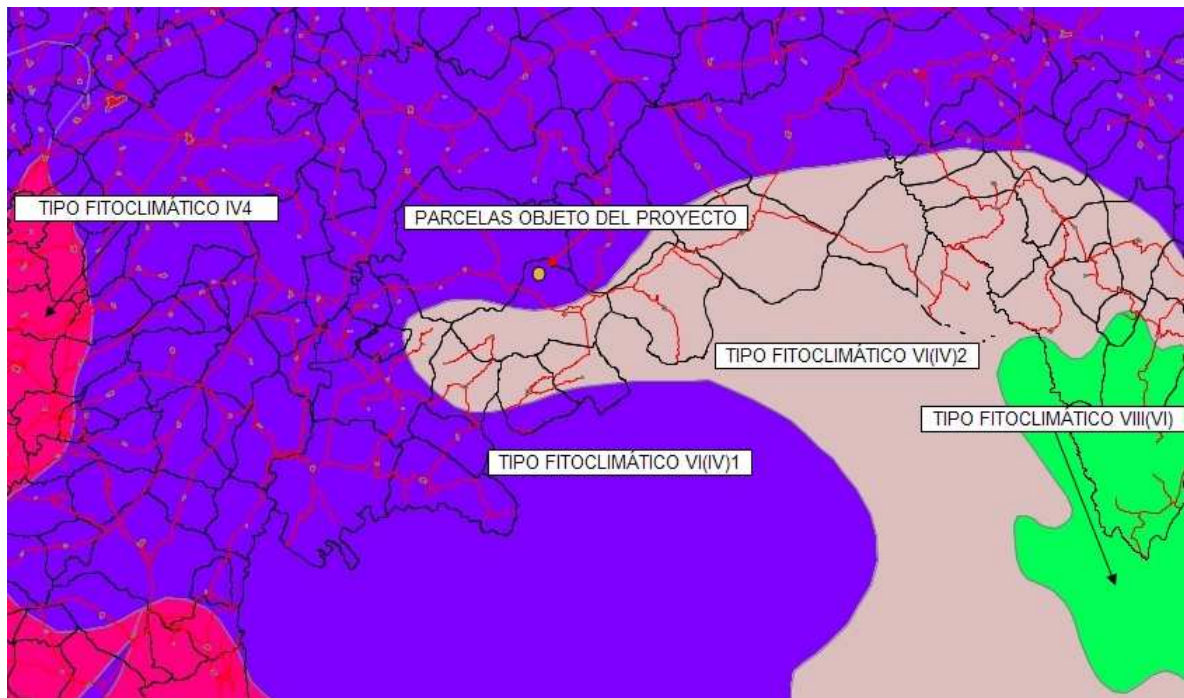 TIPO FITOCLIMÁTICO IV4
PARCELAS OBJETO DEL PROYECTO
TIPO FITOCLIMÁTICO VI(IV)2
TIPO FITOCLIMÁTICO VIII(VI)
TIPO FITOCLIMÁTICO VI(IV)1